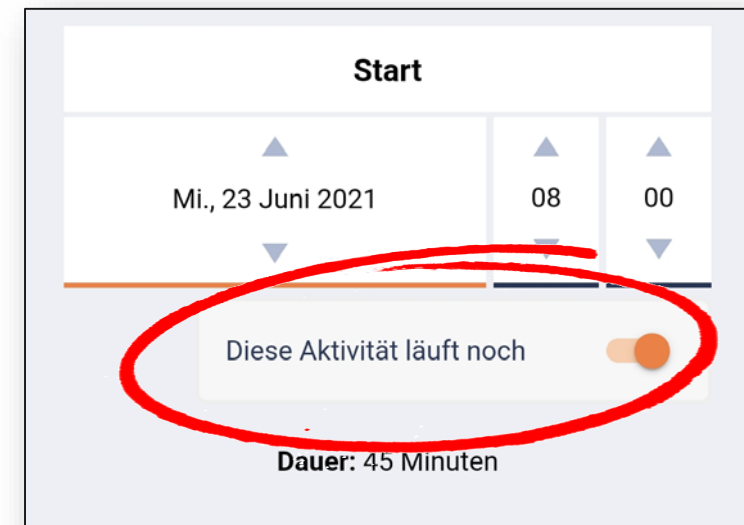 Start
Mi., 23 Juni 2021 08 00
Diese Aktivität läuft noch
Dauer: 45 Minuten